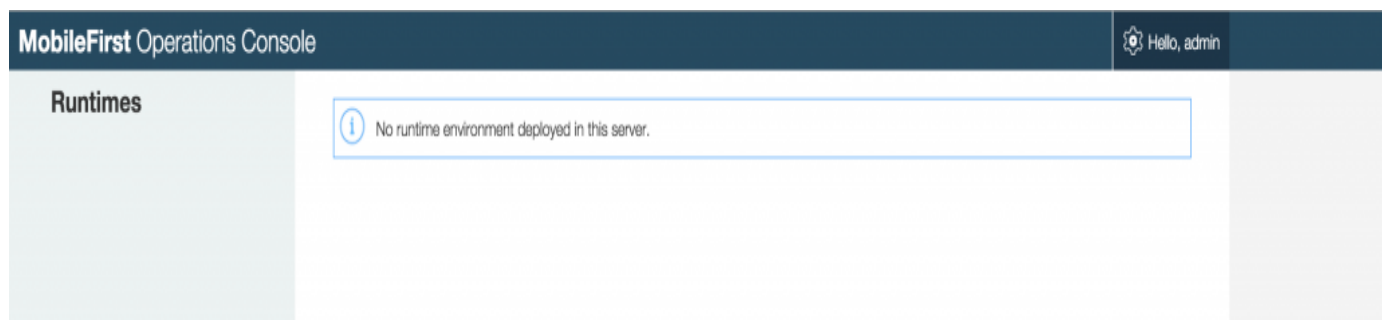 MobileFirst Operations Console
Hello, admin
Runtimes
No runtime environment deployed in this server.